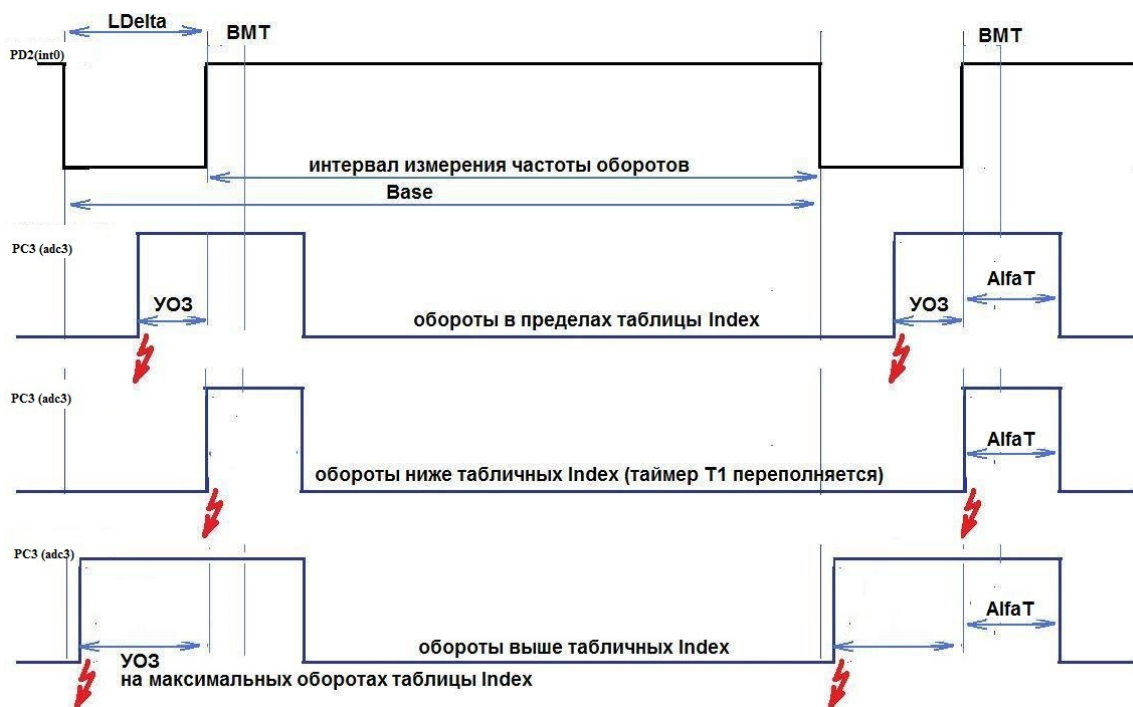 LDelta
BMT
BMT
PD2(int0)
интервал измерения частоты оборотов
Base
PC3 (adc3)
УОЗ
обороты в пределах таблицы Index
УОЗ
AlfaT
PC3 (adc3)
обороты ниже табличных Index (таймер Т1 переполняется)
AlfaT
PC3 (adc3)
УОЗ
на максимальных оборотах таблицы Index
обороты выше табличных Index
AlfaT